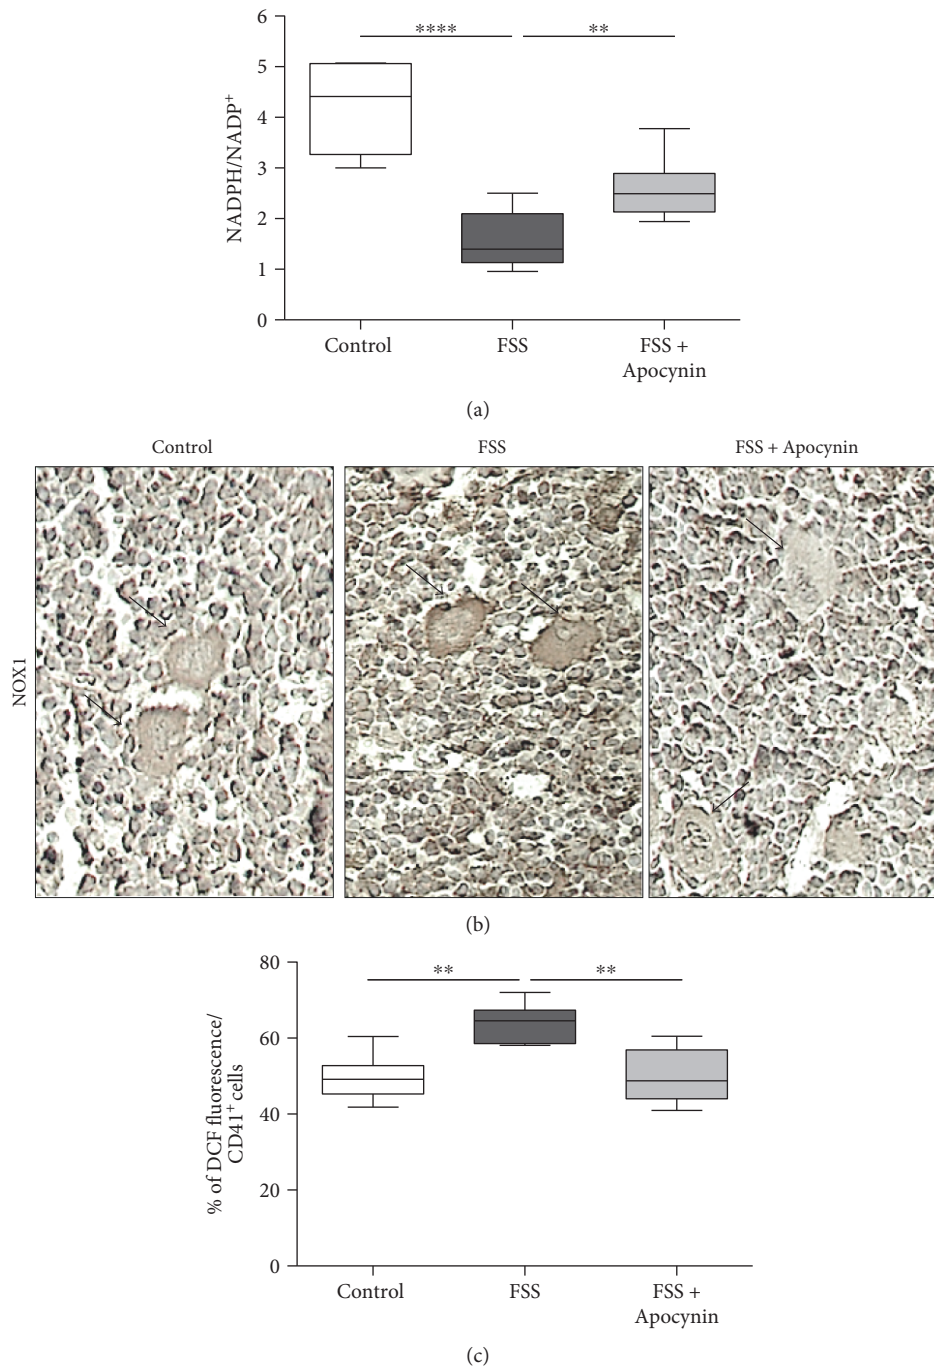 6
5
4
3
2
1
0
NADPH/NADP+
****
**
Control
FSS
FSS +
Apocynin
(a)
Control
FSS
FSS + Apocynin
NOX1
(b)
80
60
40
20
0
% of DCF fluorescence/
CD41+ cells
**
**
Control
FSS
FSS +
Apocynin
(c)